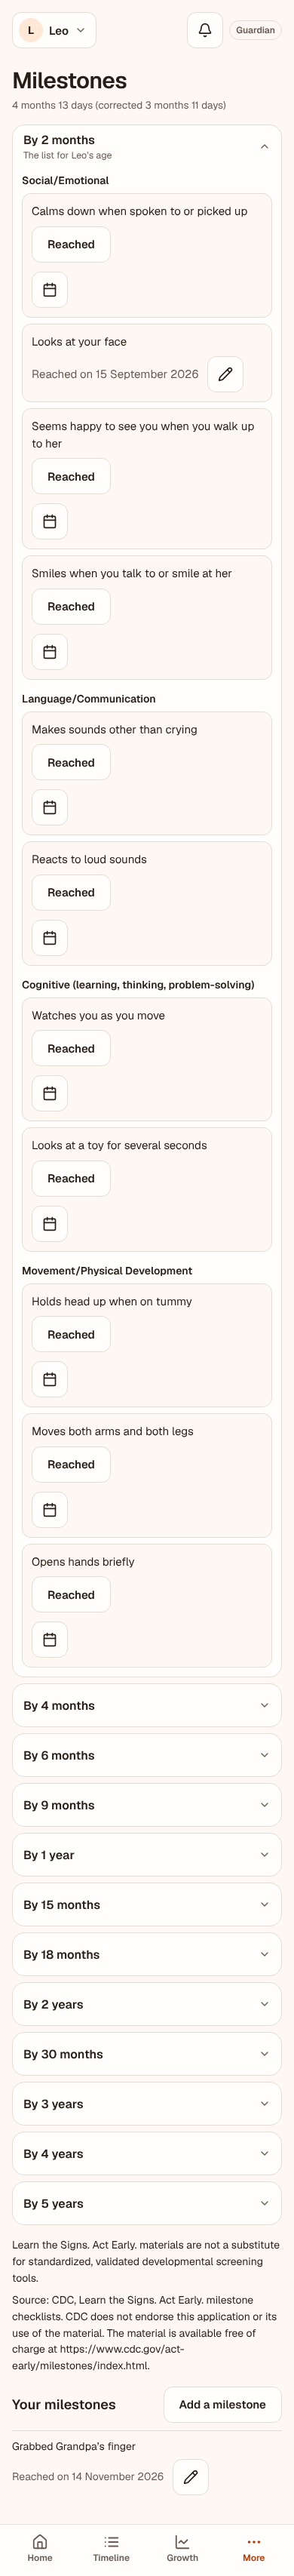 L Leo
Guardian
Milestones
4 months 13 days (corrected 3 months 11 days)
By 2 months
The list for Leo's age
Social/Emotional
Calms down when spoken to or picked up
Reached
Looks at your face
Reached on 15 September 2026
Seems happy to see you when you walk up
to her
Reached
Smiles when you talk to or smile at her
Reached
Language/Communication
Makes sounds other than crying
Reached
Reacts to loud sounds
Reached
Cognitive (learning, thinking, problem-solving)
Watches you as you move
Reached
Looks at a toy for several seconds
Reached
Movement/Physical Development
Holds head up when on tummy
Reached
Moves both arms and both legs
Reached
Opens hands briefly
Reached
By 4 months
By 6 months
By 9 months
By 1 year
By 15 months
By 18 months
By 2 years
By 30 months
By 3 years
By 4 years
By 5 years
Learn the Signs. Act Early. materials are not a substitute
for standardized, validated developmental screening
tools.
Source: CDC, Learn the Signs. Act Early. milestone
checklists. CDC does not endorse this application or its
use of the material. The material is available free of
charge at https://www.cdc.gov/act-
early/milestones/index.html.
Your milestones
Add a milestone
Grabbed Grandpa's finger
Reached on 14 November 2026
Home Timeline Growth More